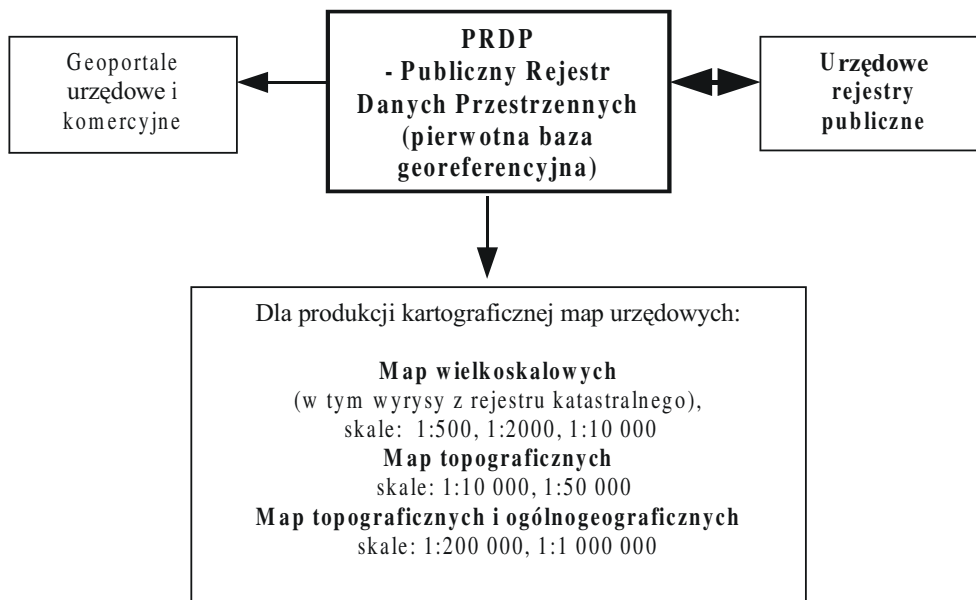 Geoportale
urzędowe i
komercyjne
PRDP
- Publiczny Rejestr
Danych Przestrzennych
(pierwotna baza
georeferencyjna)
Urzędowe
rejestry
publiczne
Dla produkcji kartograficznej map urzędowych:
Map wielkoskalowych
(w tym wyrysy z rejestru katastralnego),
skale: 1:500, 1:2000, 1:10 000
Map topograficznych
skale: 1:10 000, 1:50 000
Map topograficznych i ogólnogeograficznych
skale: 1:200 000, 1:1 000 000